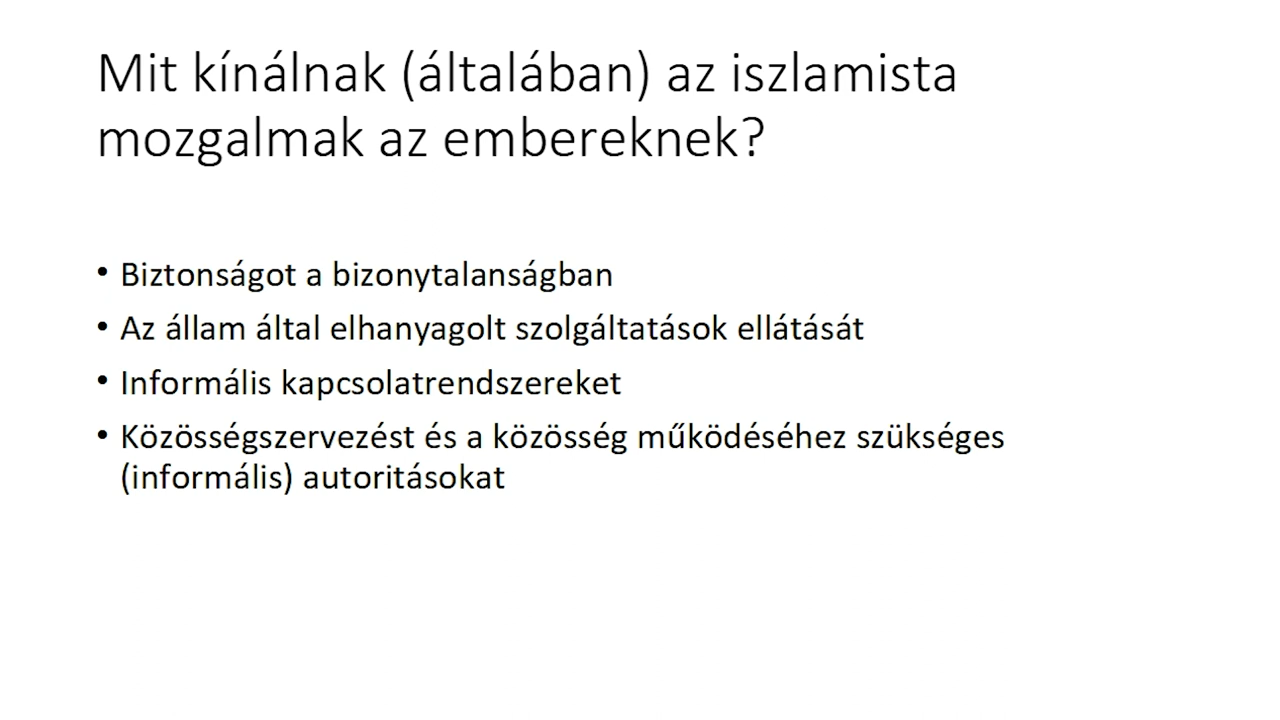 Mit kínálnak (általában) az iszlamista
mozgalmak az embereknek?
• Biztonságot a bizonytalanságban
• Az állam által elhanyagolt szolgáltatások ellátását
• Informális kapcsolatrendszereket
• Közösségszervezést és a közösség működéséhez szükséges
(informális) autoritásokat